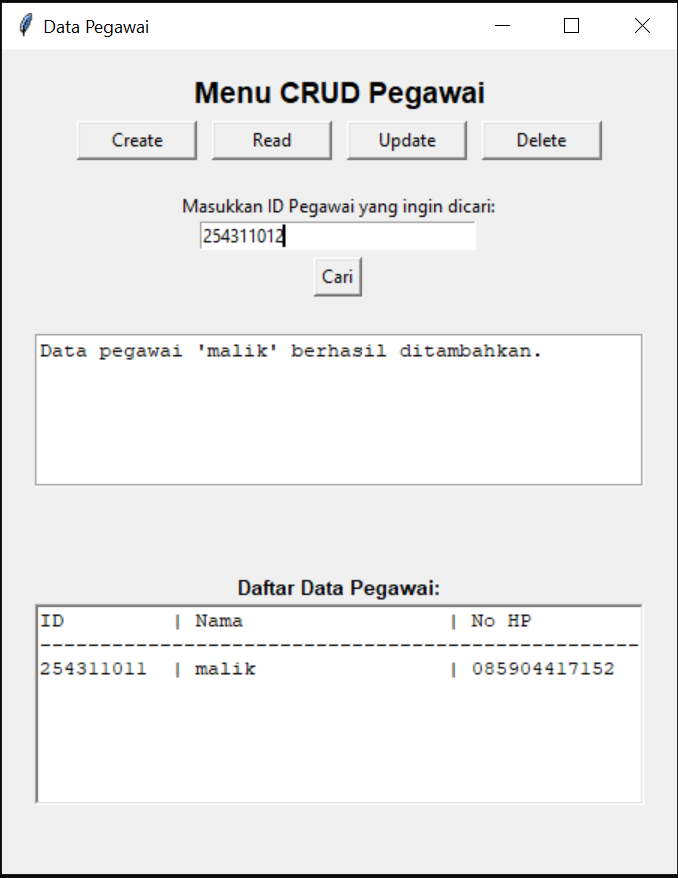 Data Pegawai
Menu CRUD Pegawai
Create Read Update Delete
Masukkan ID Pegawai yang ingin dicari:
254311012
Cari
Data pegawai 'malik' berhasil ditambahkan.
Daftar Data Pegawai:
ID | Nama | No HP
--------------------------------------------------
254311011 | malik | 085904417152